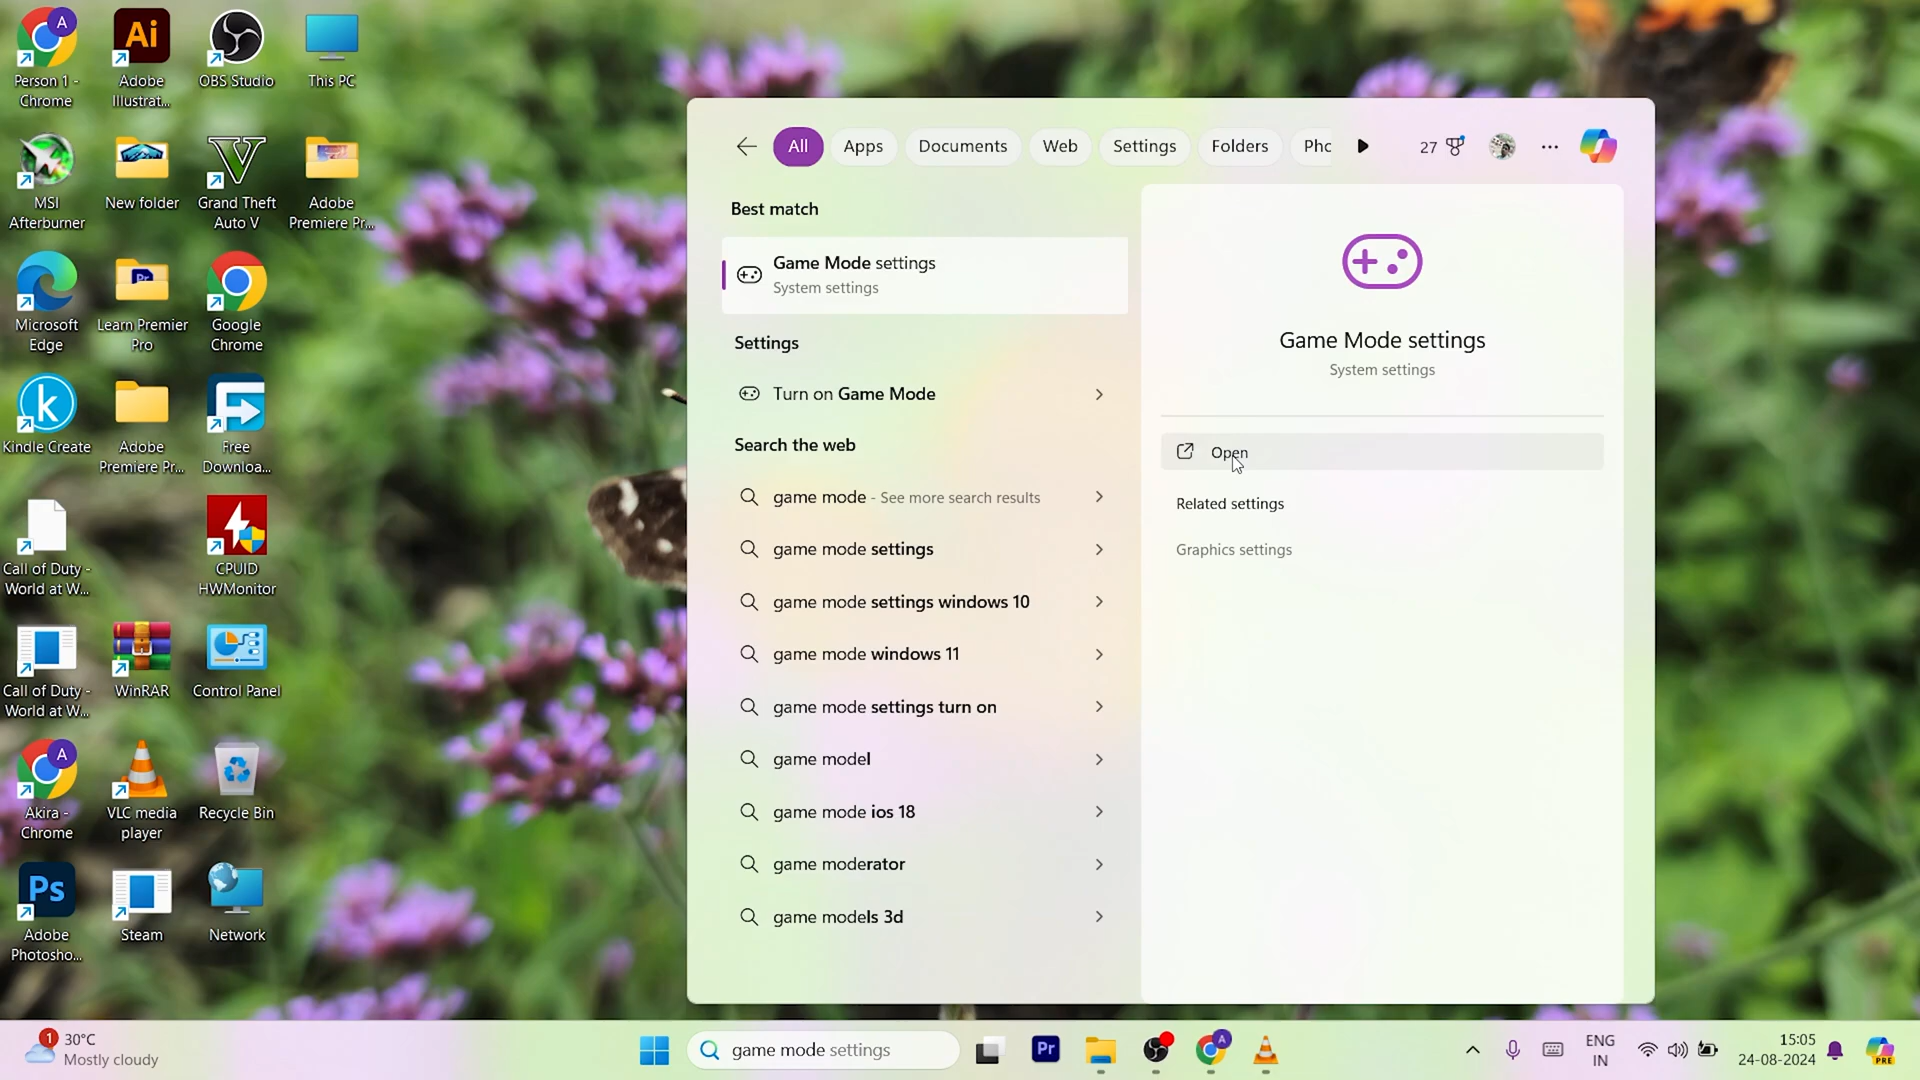 Person 1 -
Chrome
Adobe
Illustrat...
OBS Studio
This PC
MSI
Afterburner
New folder
Grand Theft
Auto V
Adobe
Premiere Pr...
Microsoft
Edge
Learn Premier
Pro
Google
Chrome
Kindle Create
Adobe
Premiere Pr...
Free
Downloa...
Call of Duty -
World at W...
CPUID
HWMonitor
Call of Duty -
World at W...
WinRAR
Control Panel
Akira -
Chrome
VLC media
player
Recycle Bin
Adobe
Photosho...
Steam
Network
A
Ai
V
Pr
k
A
Ps
All
Apps
Documents
Web
Settings
Folders
Phc
27
Best match
Game Mode settings
System settings
Settings
Turn on Game Mode
Search the web
game mode - See more search results
game mode settings
game mode settings windows 10
game mode windows 11
game mode settings turn on
game model
game mode ios 18
game moderator
game models 3d
Game Mode settings
System settings
Open
Related settings
Graphics settings
1
30°C
Mostly cloudy
game mode settings
Pr
A
ENG
IN
15:05
24-08-2024
PRE